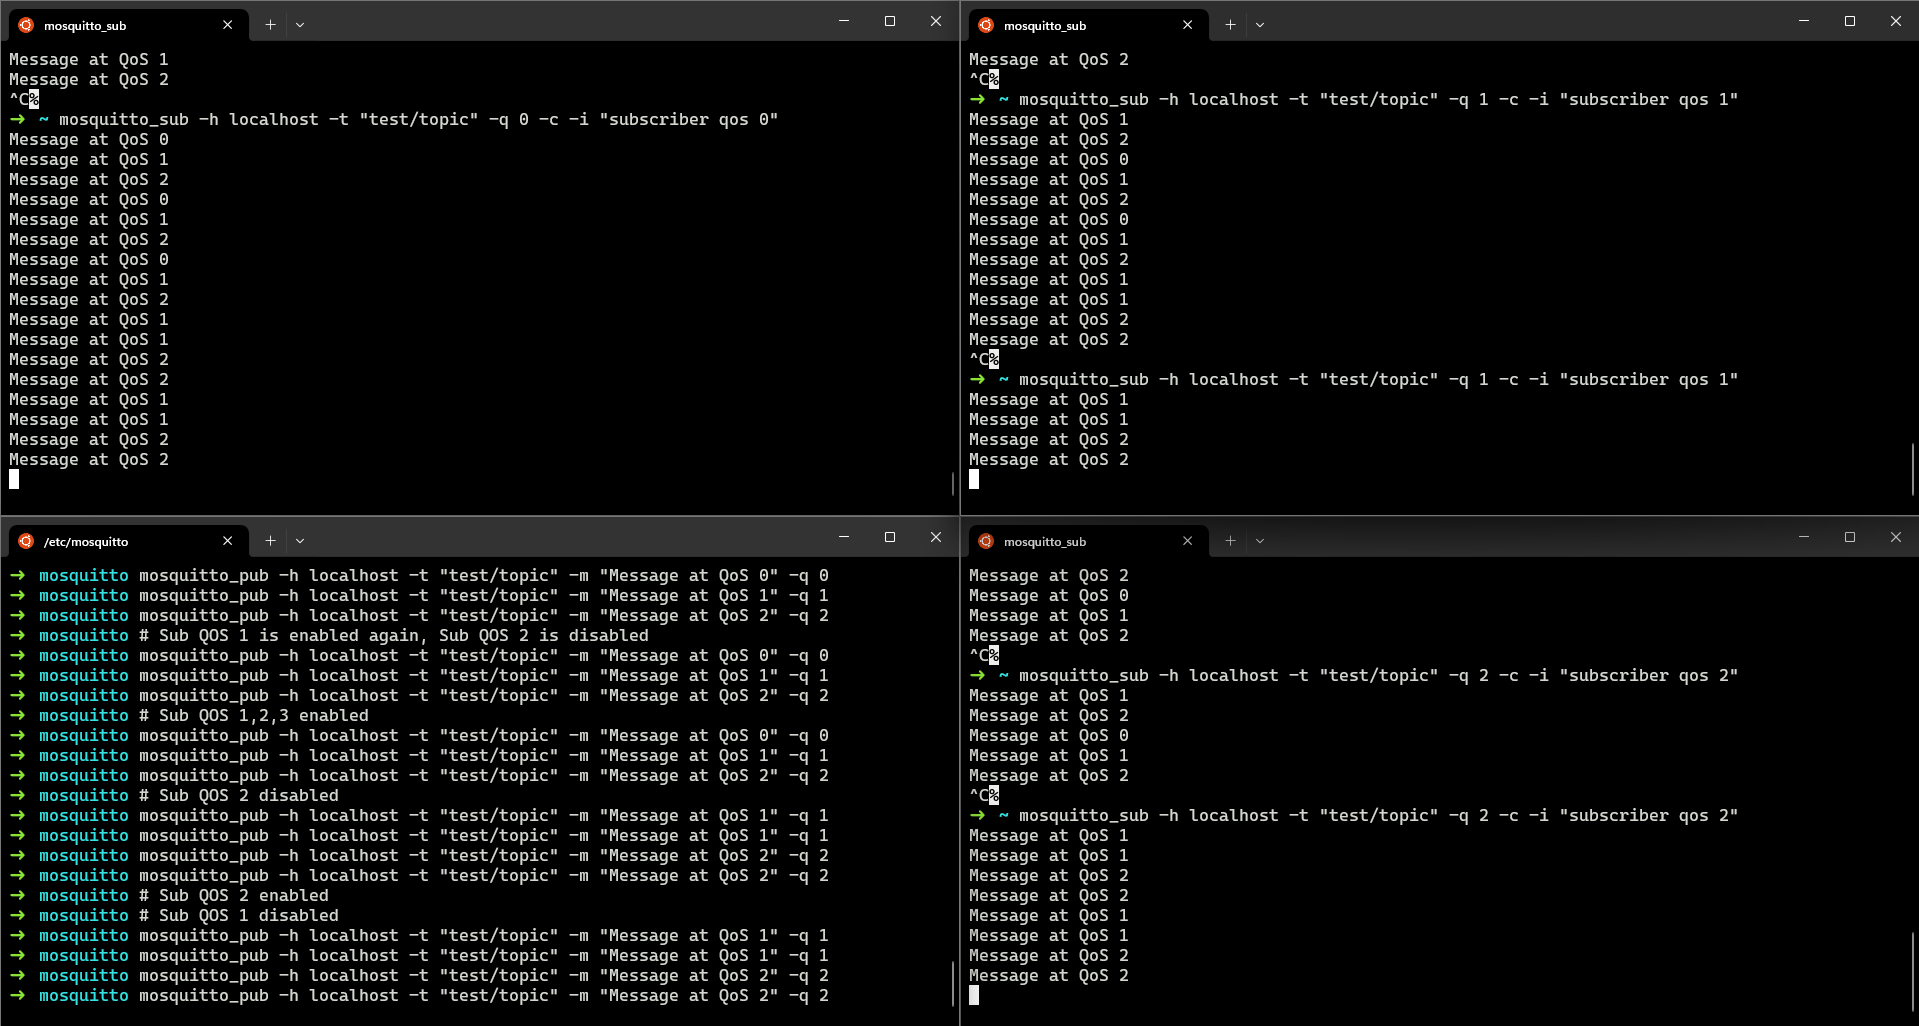 mosquitto_sub
Message at QoS 1
Message at QoS 2
^C%
➜ ~ mosquitto_sub -h localhost -t "test/topic" -q 0 -c -i "subscriber qos 0"
Message at QoS 0
Message at QoS 1
Message at QoS 2
Message at QoS 0
Message at QoS 1
Message at QoS 2
Message at QoS 0
Message at QoS 1
Message at QoS 2
Message at QoS 1
Message at QoS 1
Message at QoS 2
Message at QoS 2
Message at QoS 1
Message at QoS 1
Message at QoS 2
Message at QoS 2
mosquitto_sub
Message at QoS 2
^C%
➜ ~ mosquitto_sub -h localhost -t "test/topic" -q 1 -c -i "subscriber qos 1"
Message at QoS 1
Message at QoS 2
Message at QoS 0
Message at QoS 1
Message at QoS 2
Message at QoS 0
Message at QoS 1
Message at QoS 2
Message at QoS 1
Message at QoS 1
Message at QoS 2
Message at QoS 2
^C%
➜ ~ mosquitto_sub -h localhost -t "test/topic" -q 1 -c -i "subscriber qos 1"
Message at QoS 1
Message at QoS 1
Message at QoS 2
Message at QoS 2
/etc/mosquitto
➜ mosquitto mosquitto_pub -h localhost -t "test/topic" -m "Message at QoS 0" -q 0
➜ mosquitto mosquitto_pub -h localhost -t "test/topic" -m "Message at QoS 1" -q 1
➜ mosquitto mosquitto_pub -h localhost -t "test/topic" -m "Message at QoS 2" -q 2
➜ mosquitto # Sub QOS 1 is enabled again, Sub QOS 2 is disabled
➜ mosquitto mosquitto_pub -h localhost -t "test/topic" -m "Message at QoS 0" -q 0
➜ mosquitto mosquitto_pub -h localhost -t "test/topic" -m "Message at QoS 1" -q 1
➜ mosquitto mosquitto_pub -h localhost -t "test/topic" -m "Message at QoS 2" -q 2
➜ mosquitto # Sub QOS 1,2,3 enabled
➜ mosquitto mosquitto_pub -h localhost -t "test/topic" -m "Message at QoS 0" -q 0
➜ mosquitto mosquitto_pub -h localhost -t "test/topic" -m "Message at QoS 1" -q 1
➜ mosquitto mosquitto_pub -h localhost -t "test/topic" -m "Message at QoS 2" -q 2
➜ mosquitto # Sub QOS 2 disabled
➜ mosquitto mosquitto_pub -h localhost -t "test/topic" -m "Message at QoS 1" -q 1
➜ mosquitto mosquitto_pub -h localhost -t "test/topic" -m "Message at QoS 1" -q 1
➜ mosquitto mosquitto_pub -h localhost -t "test/topic" -m "Message at QoS 2" -q 2
➜ mosquitto mosquitto_pub -h localhost -t "test/topic" -m "Message at QoS 2" -q 2
➜ mosquitto # Sub QOS 2 enabled
➜ mosquitto # Sub QOS 1 disabled
➜ mosquitto mosquitto_pub -h localhost -t "test/topic" -m "Message at QoS 1" -q 1
➜ mosquitto mosquitto_pub -h localhost -t "test/topic" -m "Message at QoS 1" -q 1
➜ mosquitto mosquitto_pub -h localhost -t "test/topic" -m "Message at QoS 2" -q 2
➜ mosquitto mosquitto_pub -h localhost -t "test/topic" -m "Message at QoS 2" -q 2
mosquitto_sub
Message at QoS 2
Message at QoS 0
Message at QoS 1
Message at QoS 2
^C%
➜ ~ mosquitto_sub -h localhost -t "test/topic" -q 2 -c -i "subscriber qos 2"
Message at QoS 1
Message at QoS 2
Message at QoS 0
Message at QoS 1
Message at QoS 2
^C%
➜ ~ mosquitto_sub -h localhost -t "test/topic" -q 2 -c -i "subscriber qos 2"
Message at QoS 1
Message at QoS 1
Message at QoS 2
Message at QoS 2
Message at QoS 1
Message at QoS 1
Message at QoS 2
Message at QoS 2